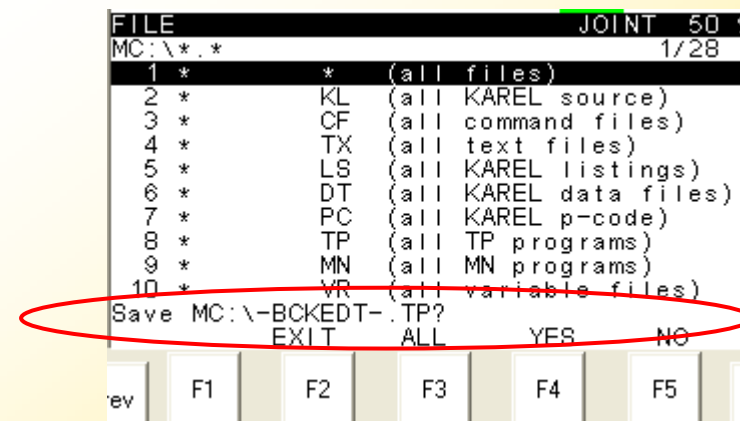 FILE JOINT 50
MC:\*.* 1/28
1 * * (all files)
2 * KL (all KAREL source)
3 * CF (all command files)
4 * TX (all text files)
5 * LS (all KAREL listings)
6 * DT (all KAREL data files)
7 * PC (all KAREL p-code)
8 * TP (all TP programs)
9 * MN (all MN programs)
10 * VR (all variable files)
Save MC:\-BCKEDT-.TP?
EXIT ALL YES NO
rev F1 F2 F3 F4 F5